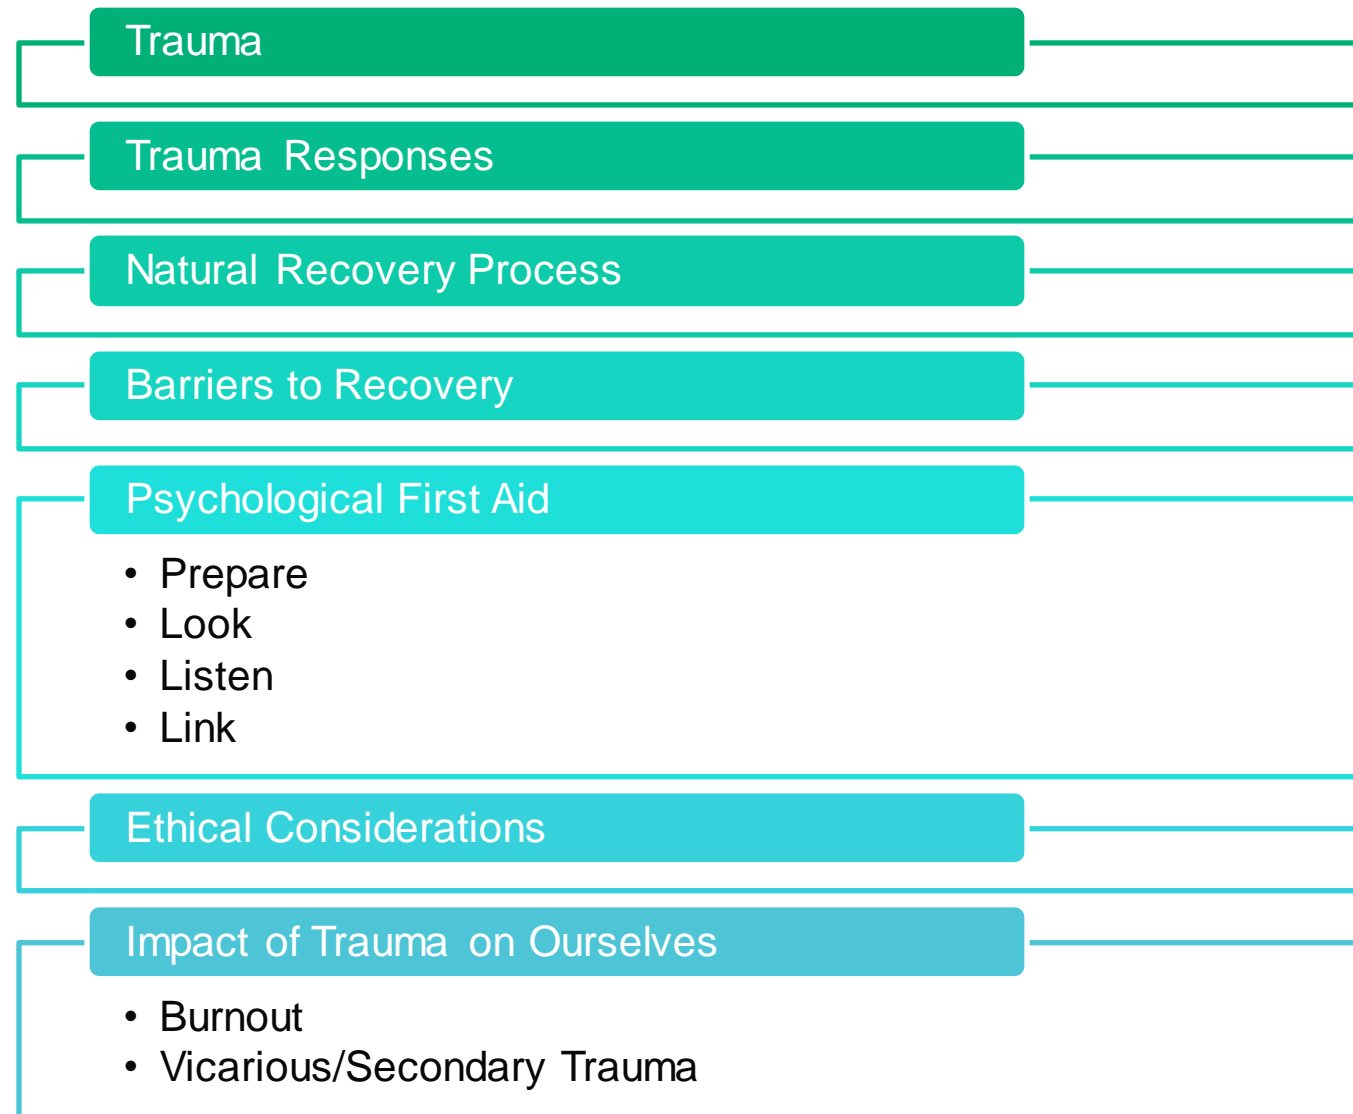 Trauma
Trauma Responses
Natural Recovery Process
Barriers to Recovery
Psychological First Aid
• Prepare
• Look
• Listen
• Link
Ethical Considerations
Impact of Trauma on Ourselves
• Burnout
• Vicarious/Secondary Trauma